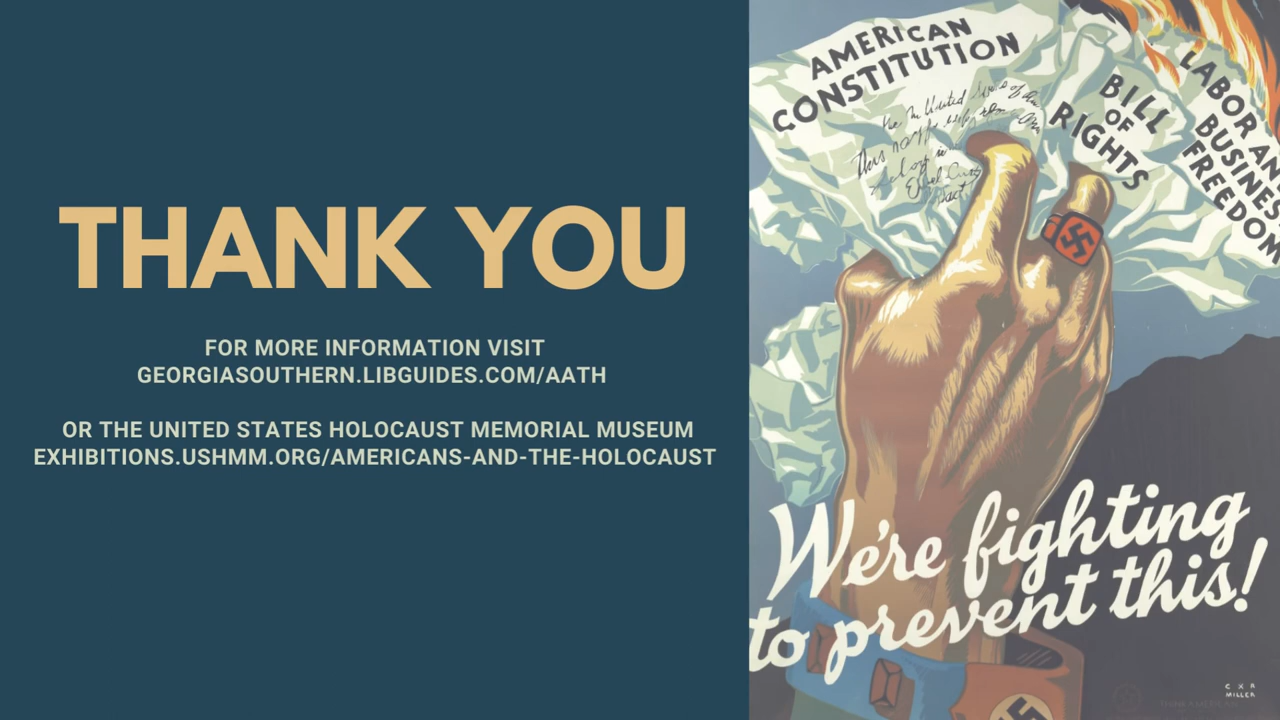 THANK YOU
FOR MORE INFORMATION VISIT
GEORGIASOUTHERN.LIBGUIDES.COM/AATH
OR THE UNITED STATES HOLOCAUST MEMORIAL MUSEUM
EXHIBITIONS.USHMM.ORG/AMERICANS-AND-THE-HOLOCAUST
AMERICAN
CONSTITUTION
BILL
OF
RIGHTS
LABOR AN
BUSINES
FREEDOM
We're fighting
to prevent this!
C X R
MILLER